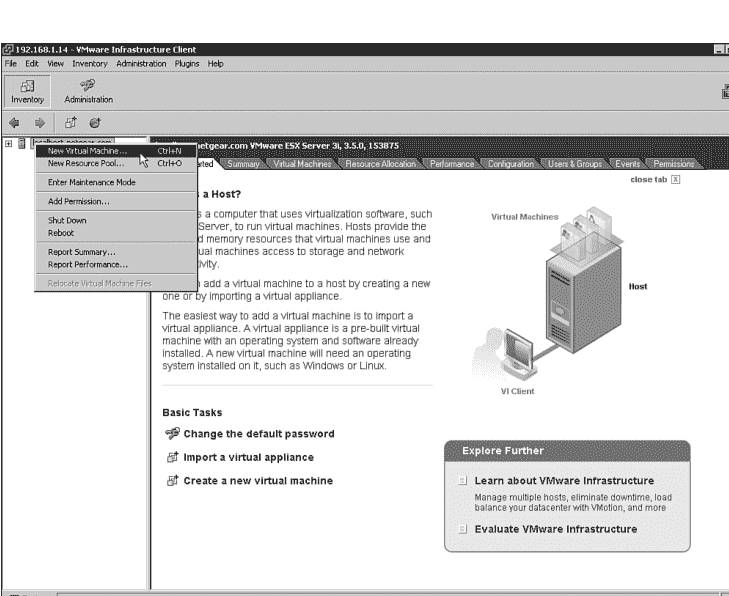 192.168.1.14 - VMware Infrastructure Client
File Edit View Inventory Administration Plugins Help
Inventory Administration
New Virtual Machine... Ctrl+N
New Resource Pool... Ctrl+O
Enter Maintenance Mode
Add Permission...
Shut Down
Reboot
Report Summary...
Report Performance...
Relocate Virtual Machine Files
netgear.com VMware ESX Server 3i, 3.5.0, 153875
Summary Virtual Machines Resource Allocation Performance Configuration Users & Groups Events Permissions
close tab
a Host?
a computer that uses virtualization software, such
Server, to run virtual machines. Hosts provide the
memory resources that virtual machines use and
machines access to storage and network
add a virtual machine to a host by creating a new
one or by importing a virtual appliance.
The easiest way to add a virtual machine is to import a
virtual appliance. A virtual appliance is a pre-built virtual
machine with an operating system and software already
installed. A new virtual machine will need an operating
system installed on it, such as Windows or Linux.
Virtual Machines
Host
VI Client
Basic Tasks
Change the default password
Import a virtual appliance
Create a new virtual machine
Explore Further
Learn about VMware Infrastructure
Manage multiple hosts, eliminate downtime, load
balance your datacenter with VMotion, and more
Evaluate VMware Infrastructure